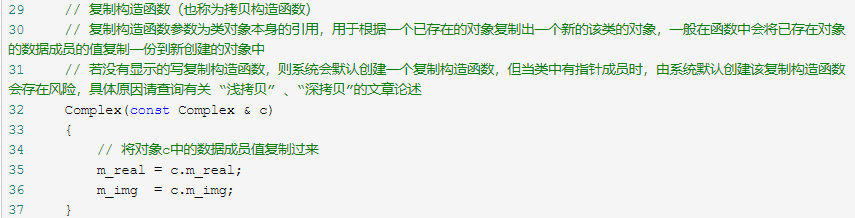 29 // 复制构造函数（也称为拷贝构造函数）
30 // 复制构造函数参数为类对象本身的引用，用于根据一个已存在的对象复制出一个新的该类的对象，一般在函数中会将已存在对象
的数据成员的值复制一份到新创建的对象中
31 // 若没有显示的写复制构造函数，则系统会默认创建一个复制构造函数，但当类中有指针成员时，由系统默认创建该复制构造函数
会存在风险，具体原因请查询有关 “浅拷贝” 、“深拷贝”的文章论述
32 Complex(const Complex & c)
33 {
34 // 将对象c中的数据成员值复制过来
35 m_real = c.m_real;
36 m_img  = c.m_img;
37 }